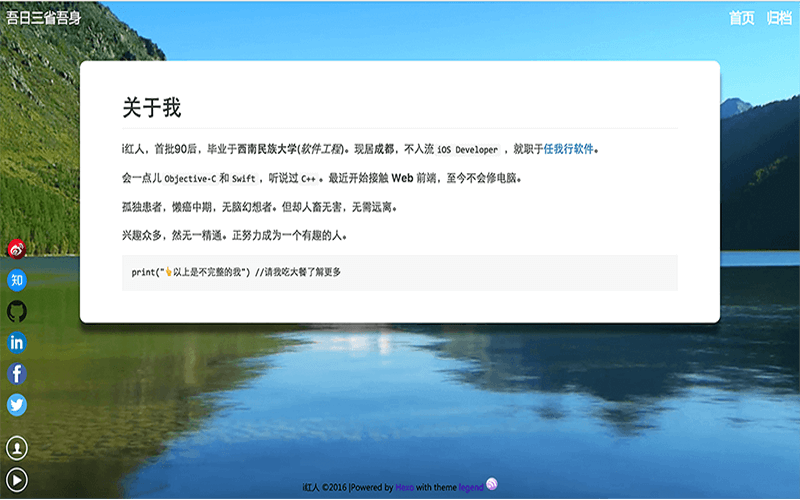 吾日三省吾身
首页 归档
关于我
i红人，首批90后，毕业于西南民族大学(软件工程)。现居成都，不入流 iOS Developer ，就职于任我行软件。
会一点儿 Objective-C 和 Swift ，听说过 C++ 。最近开始接触 Web 前端，至今不会修电脑。
孤独患者，懒癌中期，无脑幻想者。但却人畜无害，无需远离。
兴趣众多，然无一精通。正努力成为一个有趣的人。
print("👆以上是不完整的我") //请我吃大餐了解更多
知
in
f
i红人 ©2016 |Powered by Hexo with theme legend